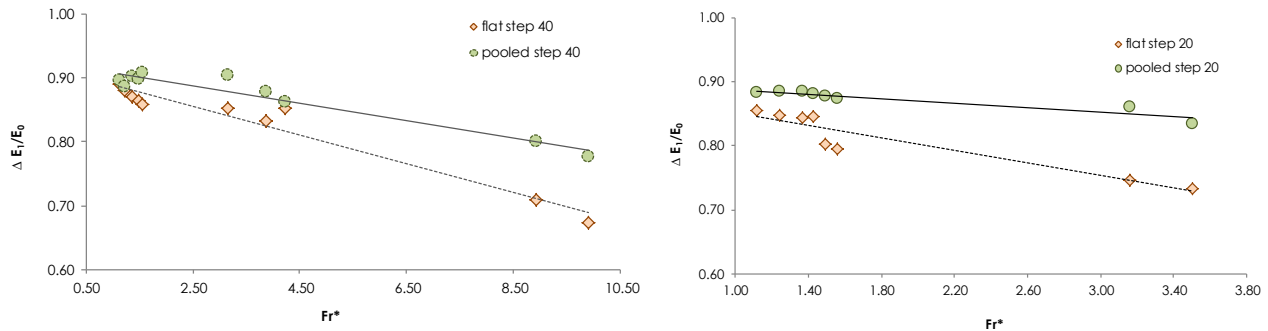 1.00
flat step 40
pooled step 40
0.90
0.80
0.70
0.60
Δ E₁/E₀
0.50 2.50 4.50 6.50 8.50 10.50
Fr*
1.00
flat step 20
pooled step 20
0.90
0.80
0.70
0.60
Δ E₁/E₀
1.00 1.40 1.80 2.20 2.60 3.00 3.40 3.80
Fr*